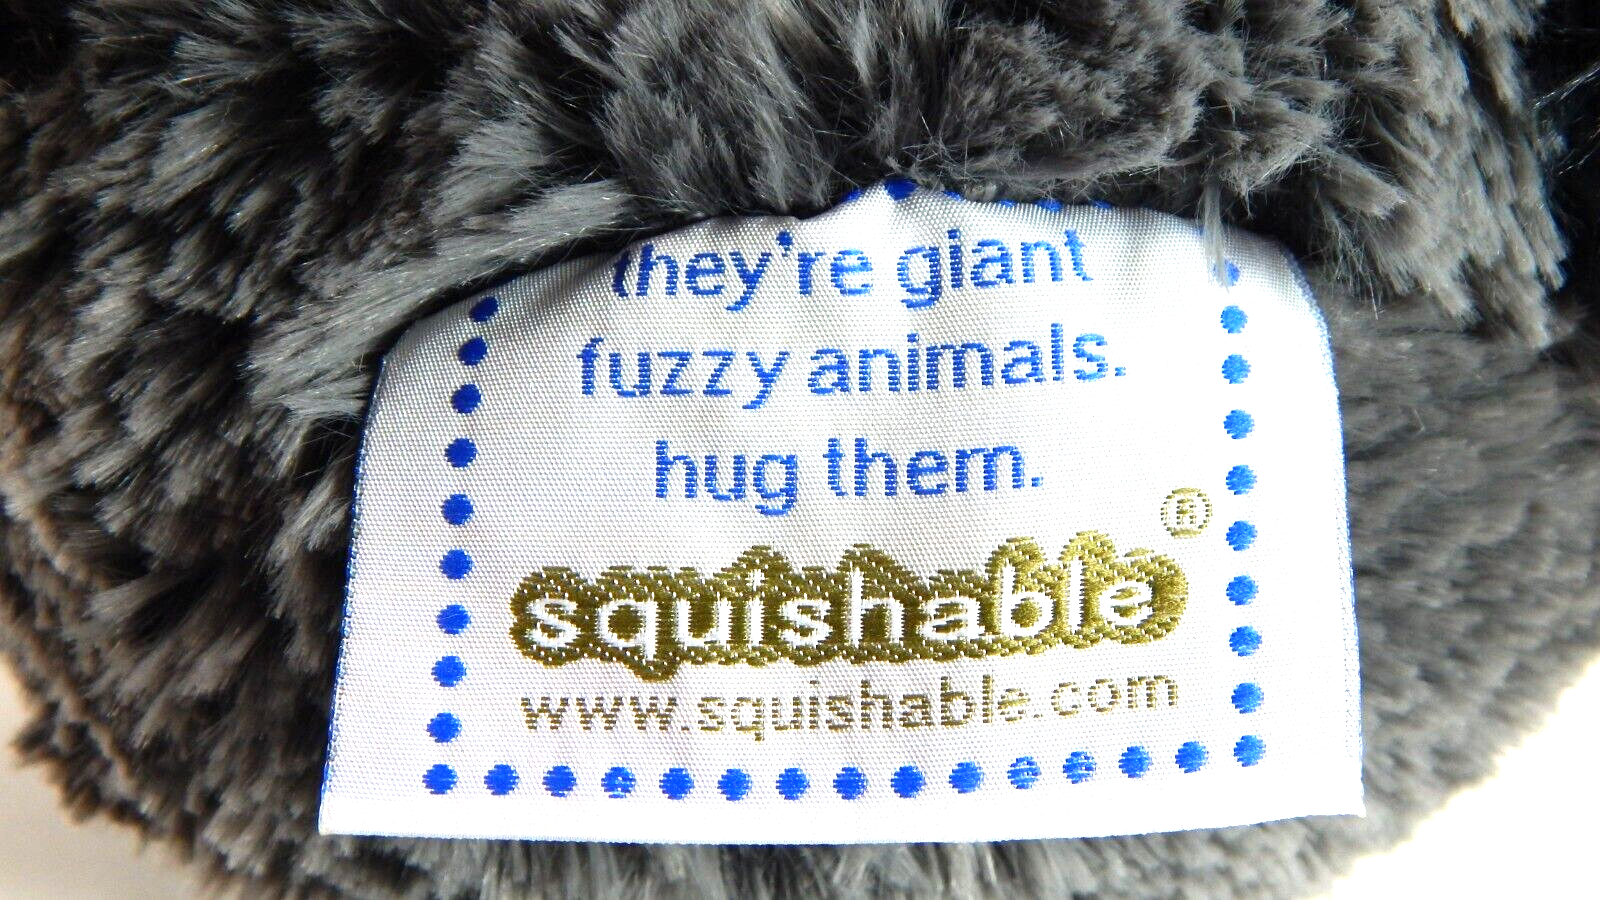 they're giant
fuzzy animals.
hug them.
squishable®
www.squishable.com